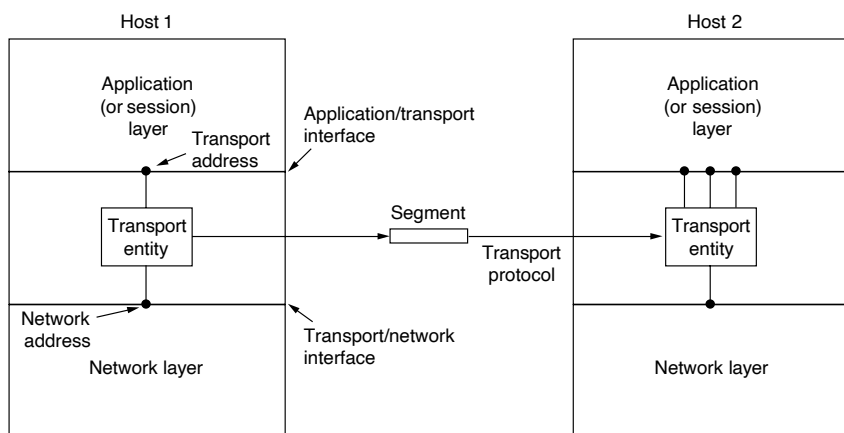 Host 1
Host 2
Application
(or session)
layer
Transport
address
Application/transport
interface
Application
(or session)
layer
Transport
entity
Segment
Transport
protocol
Transport
entity
Network
address
Transport/network
interface
Network layer
Network layer